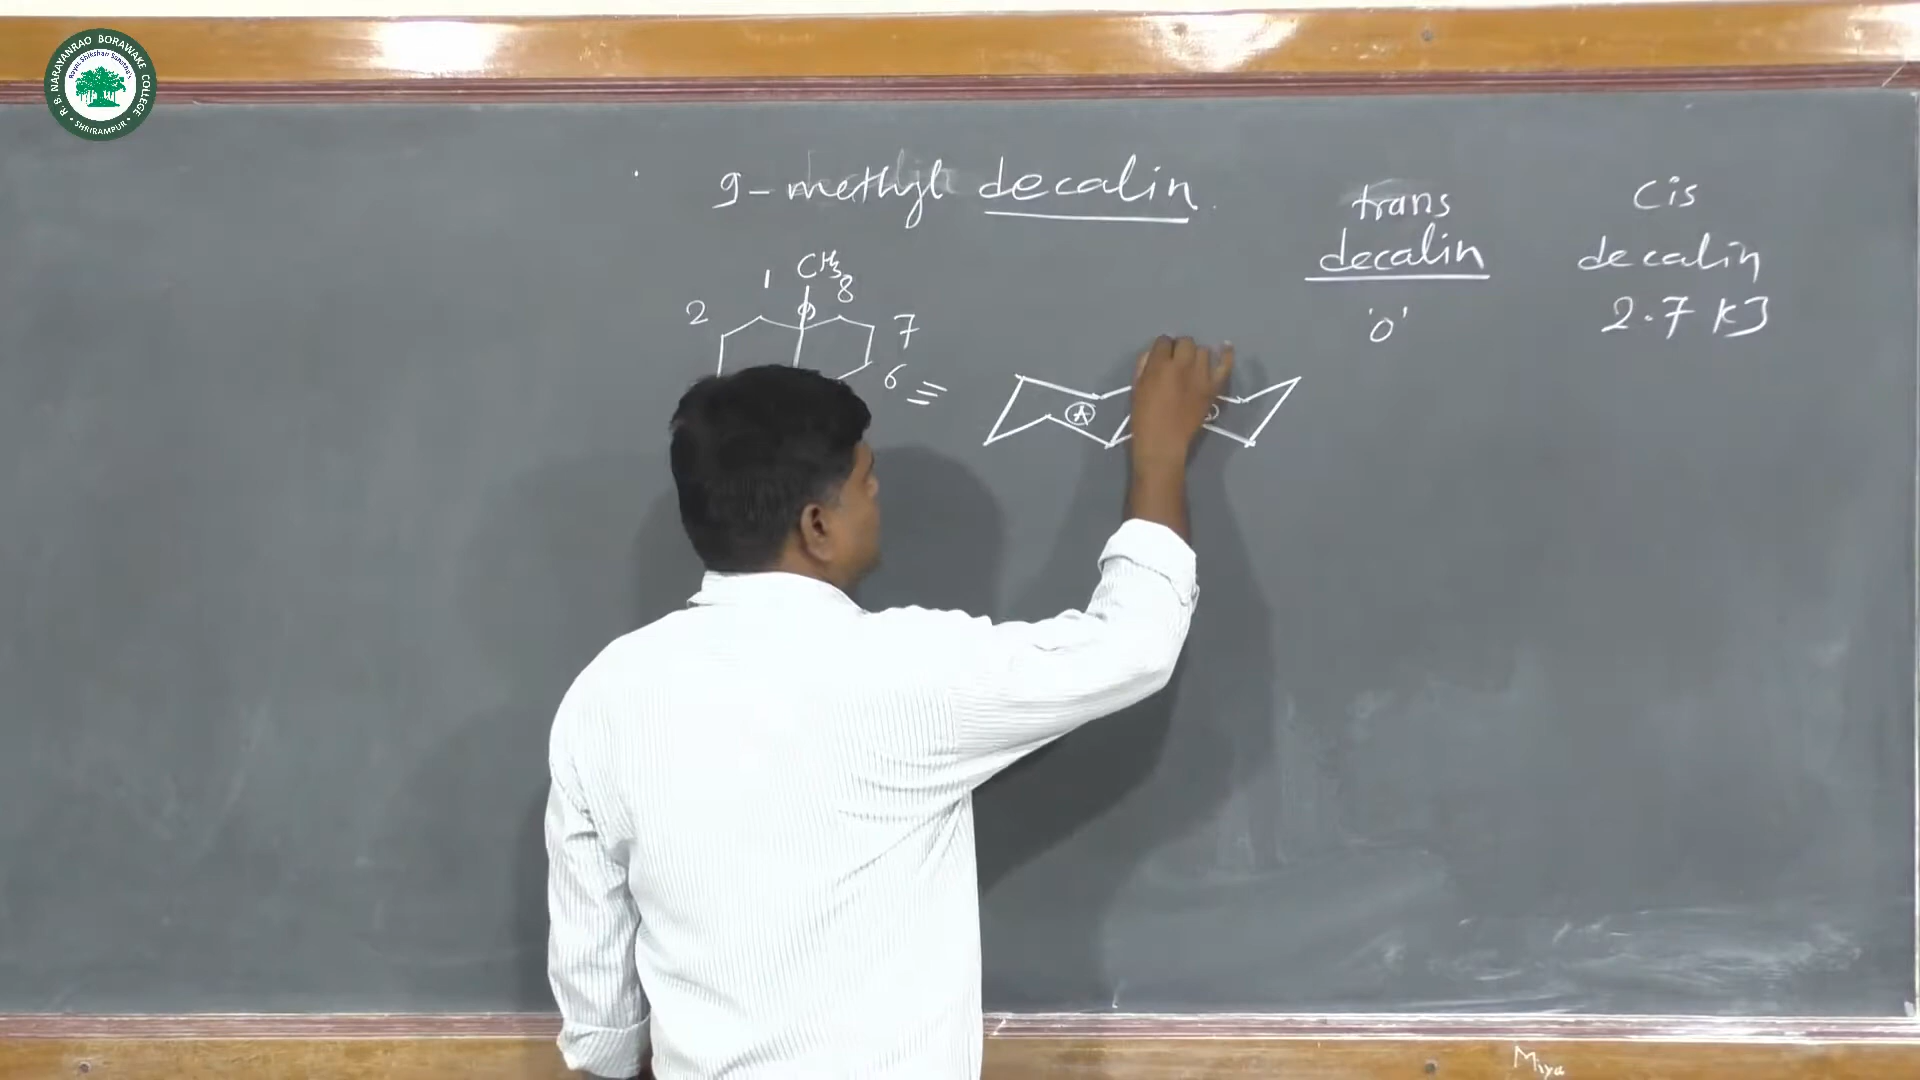 R. B. NARAYANRAO BORAWAKE COLLEGE
SHRIRAMPUR
9-methyl decalin
trans
decalin
'0'
Cis
decalin
2.7 KJ
CH3
1
8
2
7
6
A